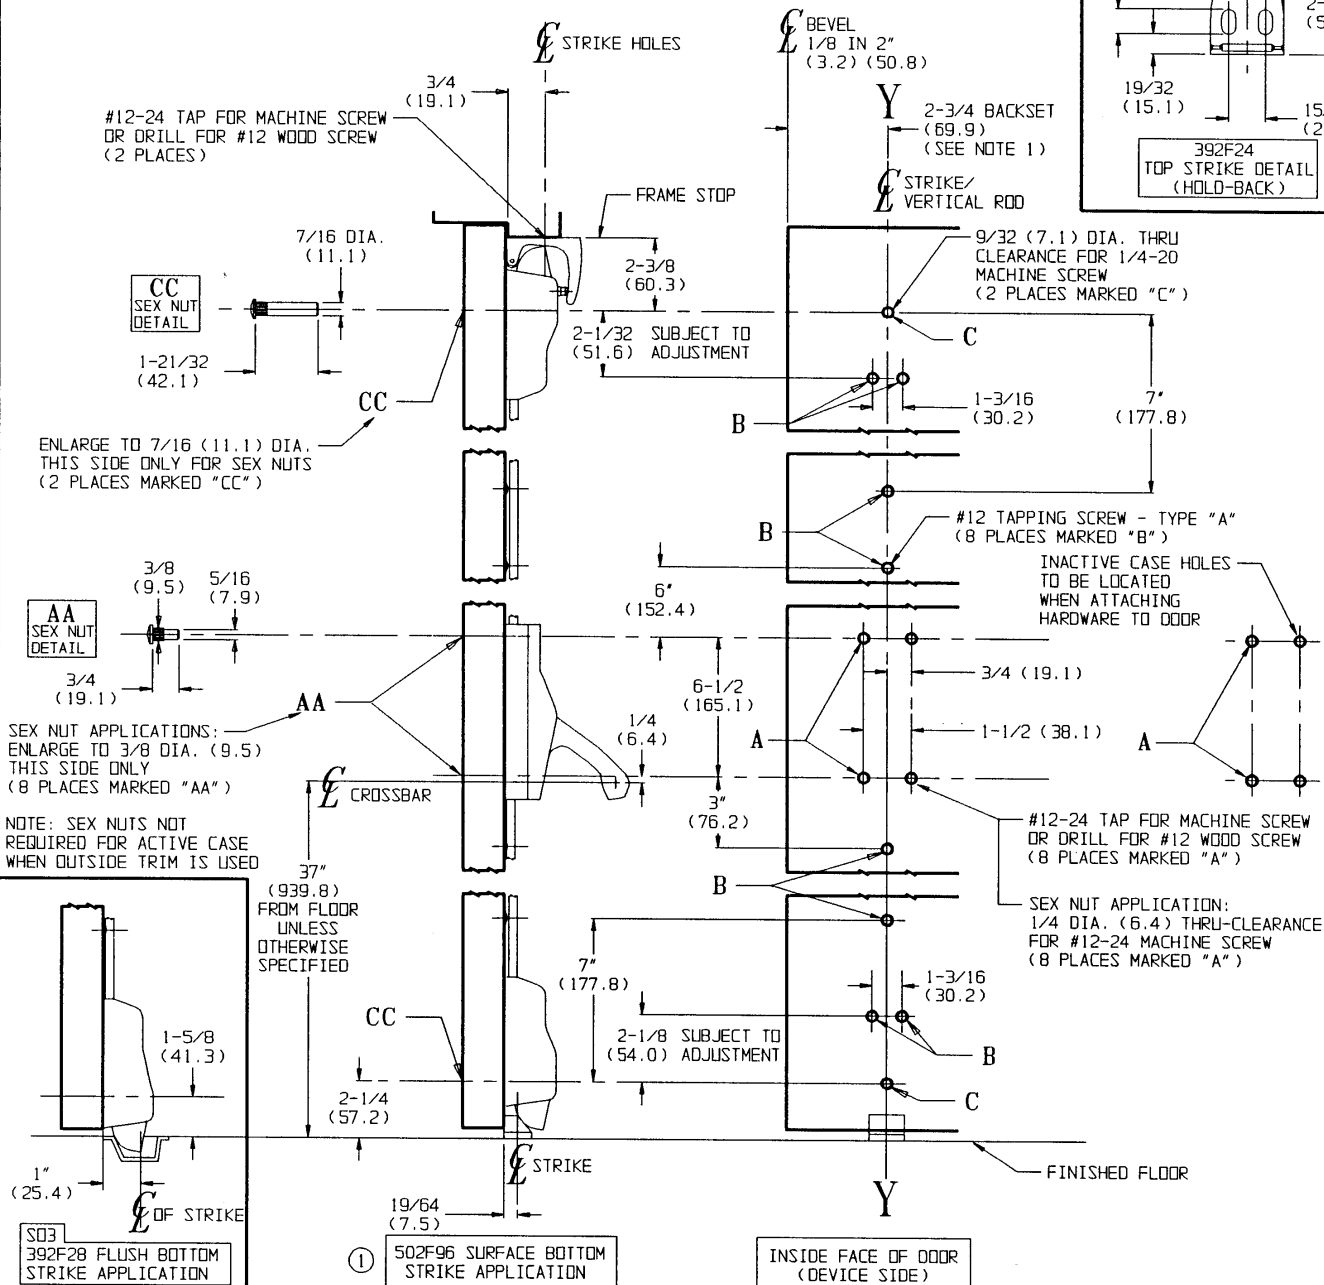 ℄ STRIKE HOLES
℄ BEVEL
1/8 IN 2"
(3.2) (50.8)
3/4
(19.1)
#12-24 TAP FOR MACHINE SCREW
OR DRILL FOR #12 WOOD SCREW
(2 PLACES)
Y
2-3/4 BACKSET
(69.9)
(SEE NOTE 1)
19/32
(15.1)
392F24
TOP STRIKE DETAIL
(HOLD-BACK)
FRAME STOP
℄ STRIKE/
VERTICAL ROD
7/16 DIA.
(11.1)
2-3/8
(60.3)
9/32 (7.1) DIA. THRU
CLEARANCE FOR 1/4-20
MACHINE SCREW
(2 PLACES MARKED "C")
CC
SEX NUT
DETAIL
1-21/32
(42.1)
2-1/32 SUBJECT TO
(51.6) ADJUSTMENT
C
CC
B
1-3/16
(30.2)
7"
(177.8)
ENLARGE TO 7/16 (11.1) DIA.
THIS SIDE ONLY FOR SEX NUTS
(2 PLACES MARKED "CC")
B
#12 TAPPING SCREW - TYPE "A"
(8 PLACES MARKED "B")
INACTIVE CASE HOLES
TO BE LOCATED
WHEN ATTACHING
HARDWARE TO DOOR
3/8
(9.5)
5/16
(7.9)
6"
(152.4)
AA
SEX NUT
DETAIL
3/4
(19.1)
3/4 (19.1)
6-1/2
(165.1)
AA
1/4
(6.4)
A
1-1/2 (38.1)
A
SEX NUT APPLICATIONS:
ENLARGE TO 3/8 DIA. (9.5)
THIS SIDE ONLY
(8 PLACES MARKED "AA")
℄ CROSSBAR
3"
(76.2)
NOTE: SEX NUTS NOT
REQUIRED FOR ACTIVE CASE
WHEN OUTSIDE TRIM IS USED
#12-24 TAP FOR MACHINE SCREW
OR DRILL FOR #12 WOOD SCREW
(8 PLACES MARKED "A")
37"
(939.8)
FROM FLOOR
UNLESS
OTHERWISE
SPECIFIED
B
SEX NUT APPLICATION:
1/4 DIA. (6.4) THRU-CLEARANCE
FOR #12-24 MACHINE SCREW
(8 PLACES MARKED "A")
7"
(177.8)
1-3/16
(30.2)
CC
1-5/8
(41.3)
2-1/8 SUBJECT TO
(54.0) ADJUSTMENT
B
C
2-1/4
(57.2)
℄ STRIKE
FINISHED FLOOR
1"
(25.4)
℄ OF STRIKE
19/64
(7.5)
Y
S03
392F28 FLUSH BOTTOM
STRIKE APPLICATION
1
502F96 SURFACE BOTTOM
STRIKE APPLICATION
INSIDE FACE OF DOOR
(DEVICE SIDE)